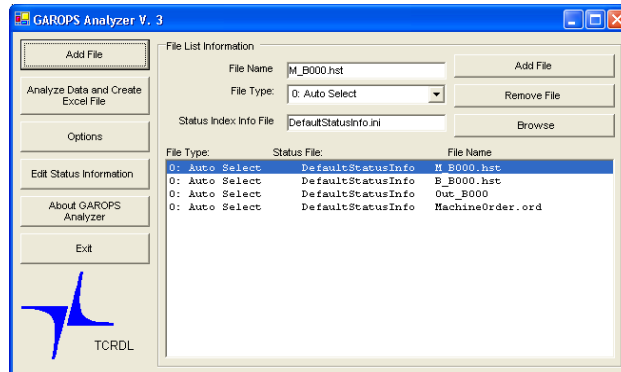 GAROPS Analyzer V. 3
Add File
Analyze Data and Create
Excel File
Options
Edit Status Information
About GAROPS
Analyzer
Exit
TCRDL
File List Information
File Name M_B000.hst Add File
File Type: 0: Auto Select Remove File
Status Index Info File DefaultStatusInfo.ini Browse
File Type: Status File: File Name
0: Auto Select DefaultStatusInfo M_B000.hst
0: Auto Select DefaultStatusInfo B_B000.hst
0: Auto Select DefaultStatusInfo Out_B000
0: Auto Select DefaultStatusInfo MachineOrder.ord